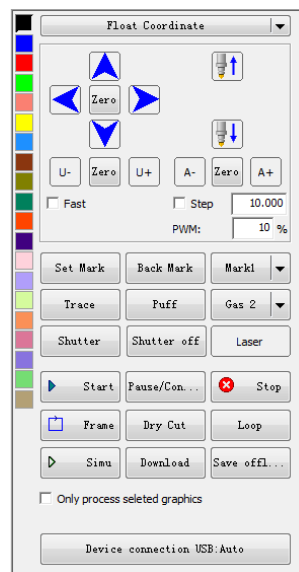 Float Coordinate
Zero
U- Zero U+ A- Zero A+
Fast Step 10.000
PWM: 10 %
Set Mark Back Mark Mark1
Trace Puff Gas 2
Shutter Shutter off Laser
Start Pause/Con... Stop
Frame Dry Cut Loop
Simu Download Save offl...
Only process seleted graphics
Device connection USB:Auto